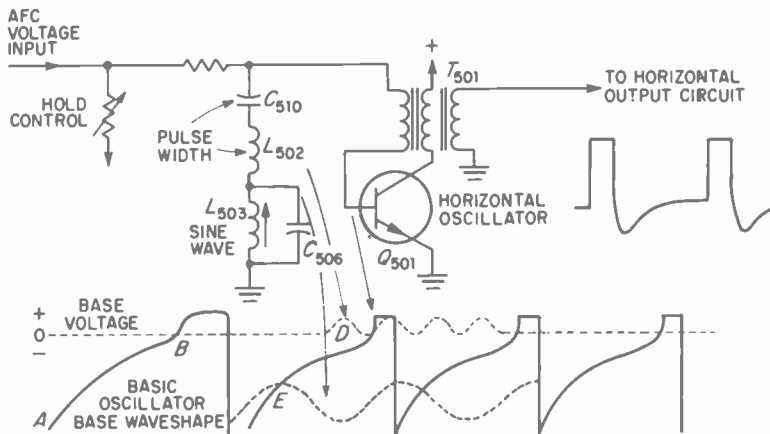 AFC
VOLTAGE
INPUT
HOLD
CONTROL
C510
PULSE
WIDTH
L502
L503
SINE
WAVE
C506
+
T501
TO HORIZONTAL
OUTPUT CIRCUIT
HORIZONTAL
OSCILLATOR
Q501
BASE
VOLTAGE
+
0
−
A
B
BASIC
OSCILLATOR
BASE WAVESHAPE
D
E